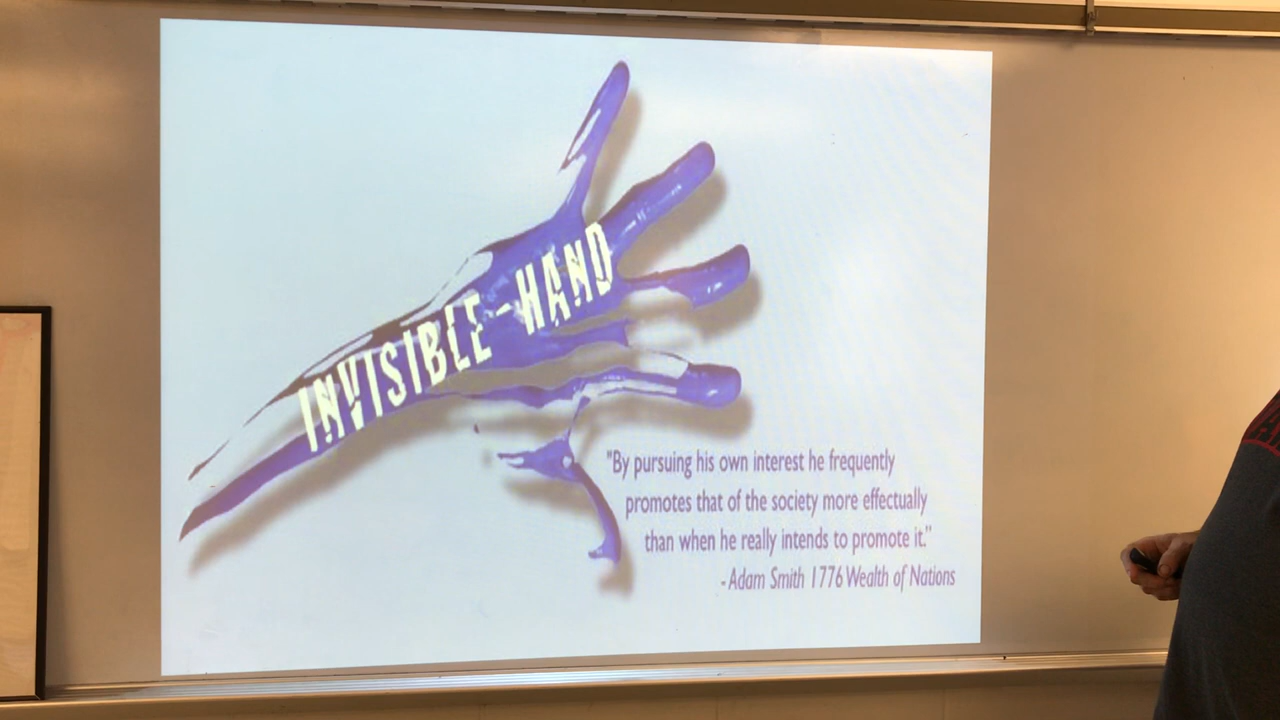 INVISIBLE-HAND
"By pursuing his own interest he frequently
promotes that of the society more effectually
than when he really intends to promote it."
- Adam Smith 1776 Wealth of Nations